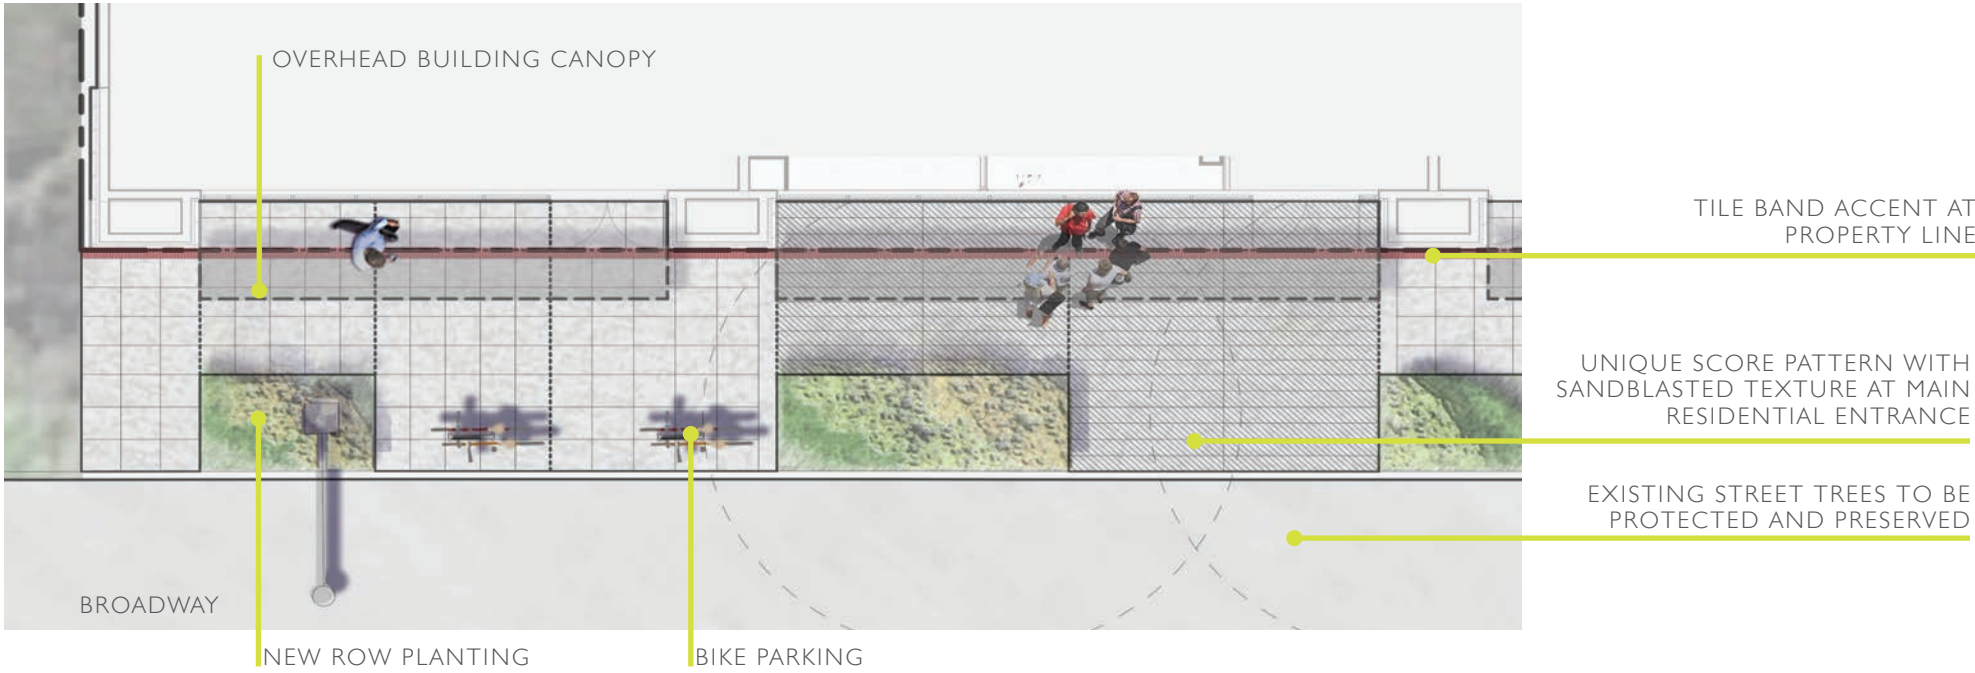 OVERHEAD BUILDING CANOPY
TILE BAND ACCENT AT
PROPERTY LINE
UNIQUE SCORE PATTERN WITH
SANDBLASTED TEXTURE AT MAIN
RESIDENTIAL ENTRANCE
EXISTING STREET TREES TO BE
PROTECTED AND PRESERVED
BROADWAY
NEW ROW PLANTING
BIKE PARKING